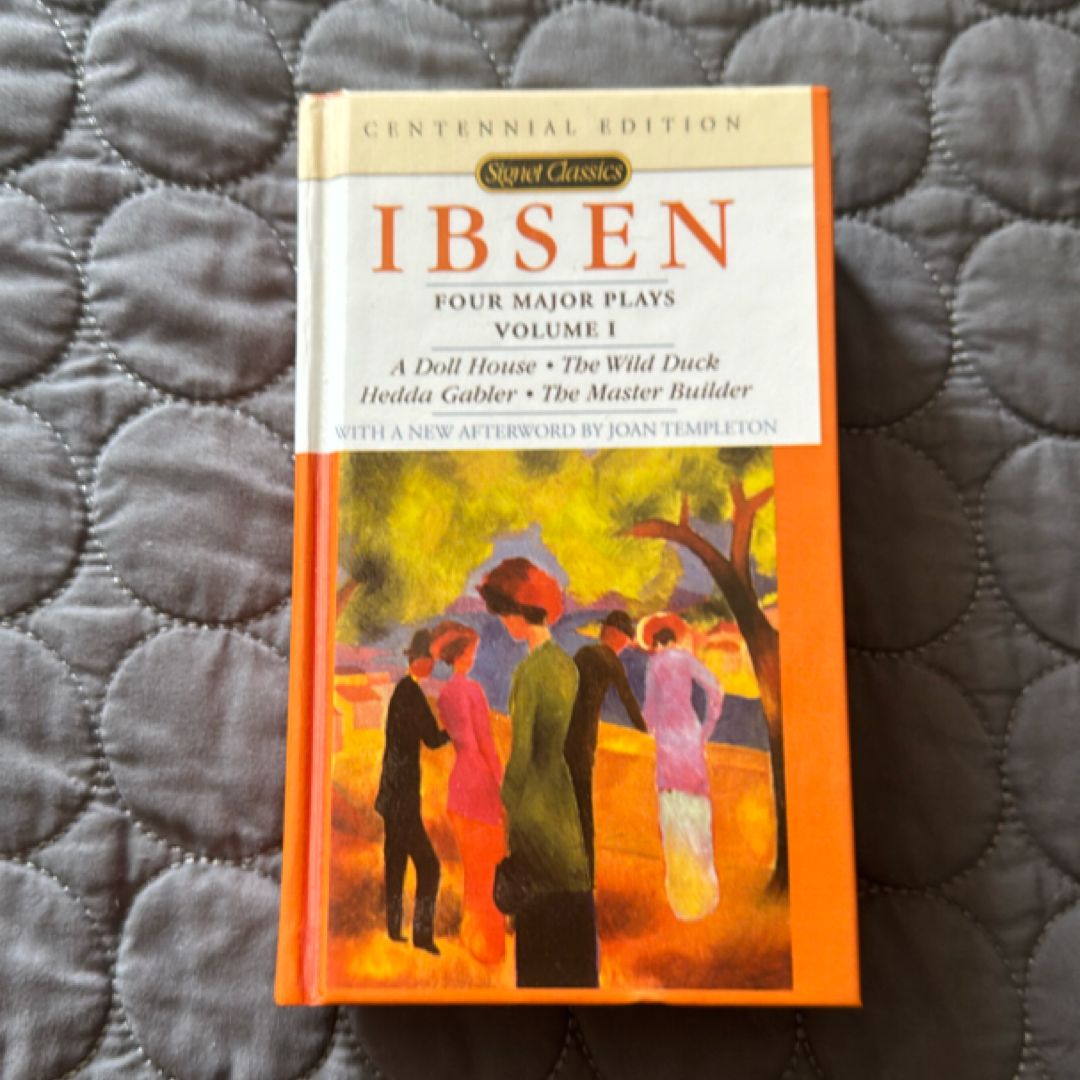 CENTENNIAL EDITION
Signet Classics
IBSEN
FOUR MAJOR PLAYS
VOLUME I
A Doll House • The Wild Duck
Hedda Gabler • The Master Builder
WITH A NEW AFTERWORD BY JOAN TEMPLETON